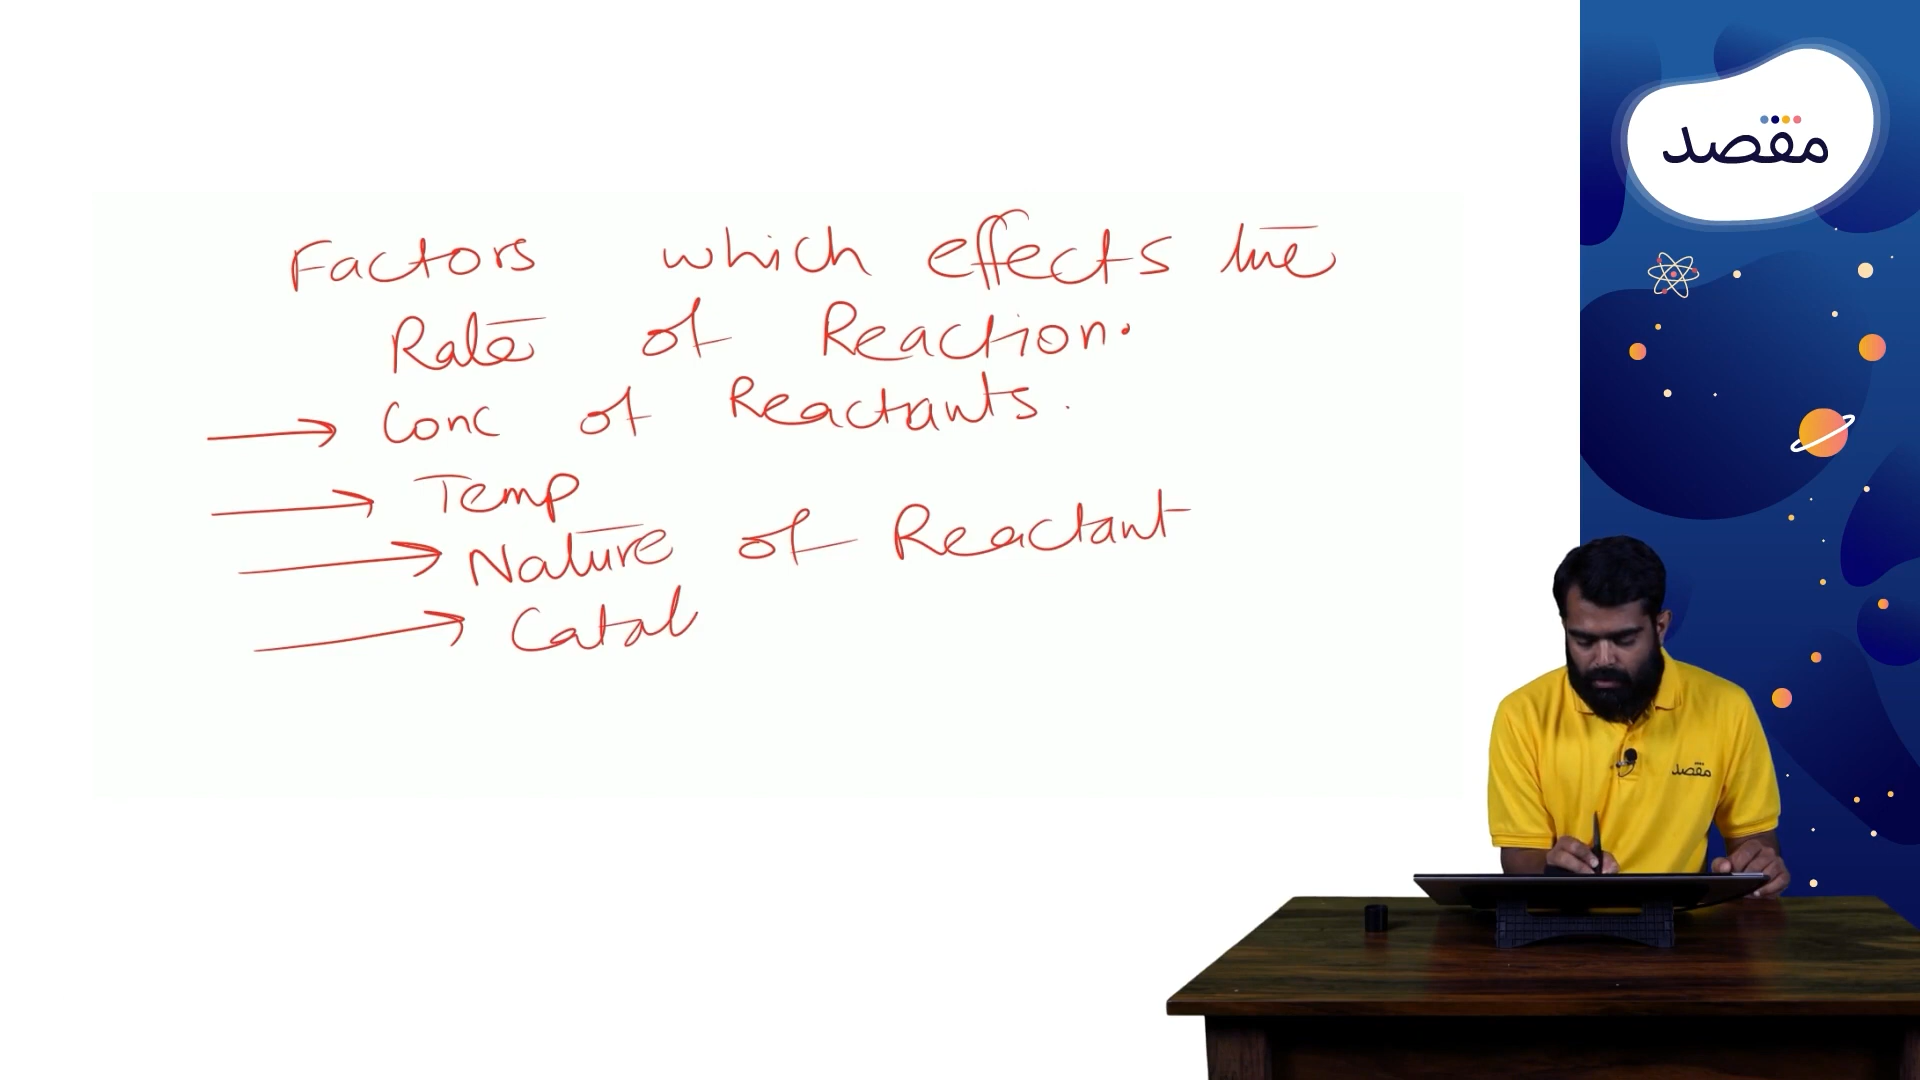 مقصد
Factors which effects the
Rate of Reaction.
→ Conc of Reactants.
→ Temp
→ Nature of Reactant
→ Catal
مقصد